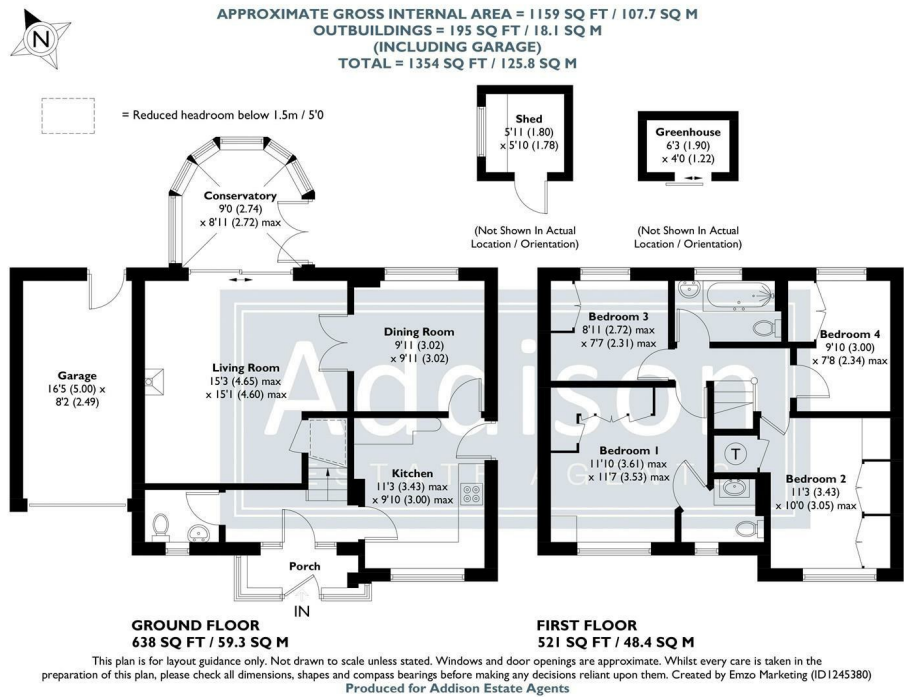 APPROXIMATE GROSS INTERNAL AREA = 1159 SQ FT / 107.7 SQ M
OUTBUILDINGS = 195 SQ FT / 18.1 SQ M
(INCLUDING GARAGE)
TOTAL = 1354 SQ FT / 125.8 SQ M
N
= Reduced headroom below 1.5m / 5'0
Shed
5'11 (1.80)
x 5'10 (1.78)
Greenhouse
6'3 (1.90)
x 4'0 (1.22)
(Not Shown In Actual
Location / Orientation)
(Not Shown In Actual
Location / Orientation)
Conservatory
9'0 (2.74)
x 8'11 (2.72) max
Garage
16'5 (5.00) x
8'2 (2.49)
Living Room
15'3 (4.65) max
x 15'1 (4.60) max
Dining Room
9'11 (3.02)
x 9'11 (3.02)
Kitchen
11'3 (3.43) max
x 9'10 (3.00) max
Porch
IN
Bedroom 3
8'11 (2.72) max
x 7'7 (2.31) max
Bedroom 4
9'10 (3.00)
x 7'8 (2.34) max
Bedroom 1
11'10 (3.61) max
x 11'7 (3.53) max
T
Bedroom 2
11'3 (3.43)
x 10'0 (3.05) max
Addison
ESTATE AGENTS
GROUND FLOOR
638 SQ FT / 59.3 SQ M
FIRST FLOOR
521 SQ FT / 48.4 SQ M
This plan is for layout guidance only. Not drawn to scale unless stated. Windows and door openings are approximate. Whilst every care is taken in the
preparation of this plan, please check all dimensions, shapes and compass bearings before making any decisions reliant upon them. Created by Emzo Marketing (ID1245380)
Produced for Addison Estate Agents